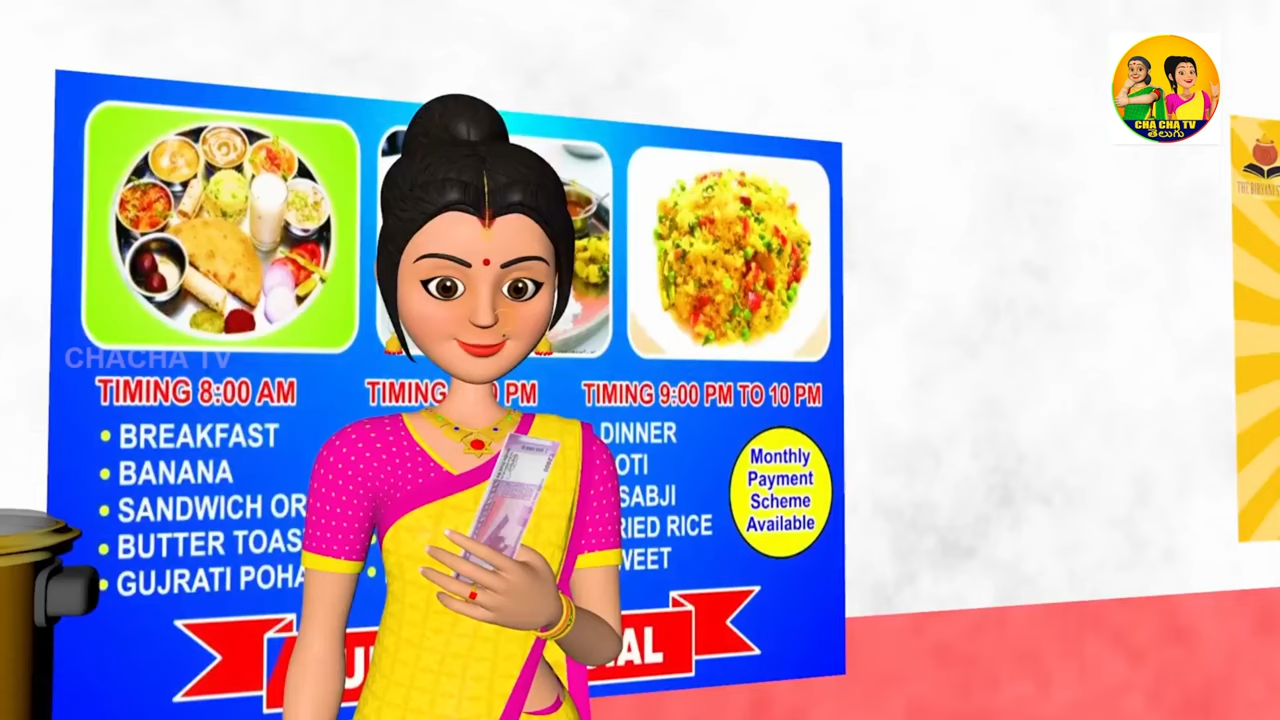 CHA CHA TV
తెలుగు
CHACHA TV
TIMING 8:00 AM
• BREAKFAST
• BANANA
• SANDWICH OR
• BUTTER TOAS
• GUJRATI POHA
TIMING
PM
TIMING 9:00 PM TO 10 PM
DINNER
OTI
SABJI
RIED RICE
WEET
Monthly
Payment
Scheme
Available